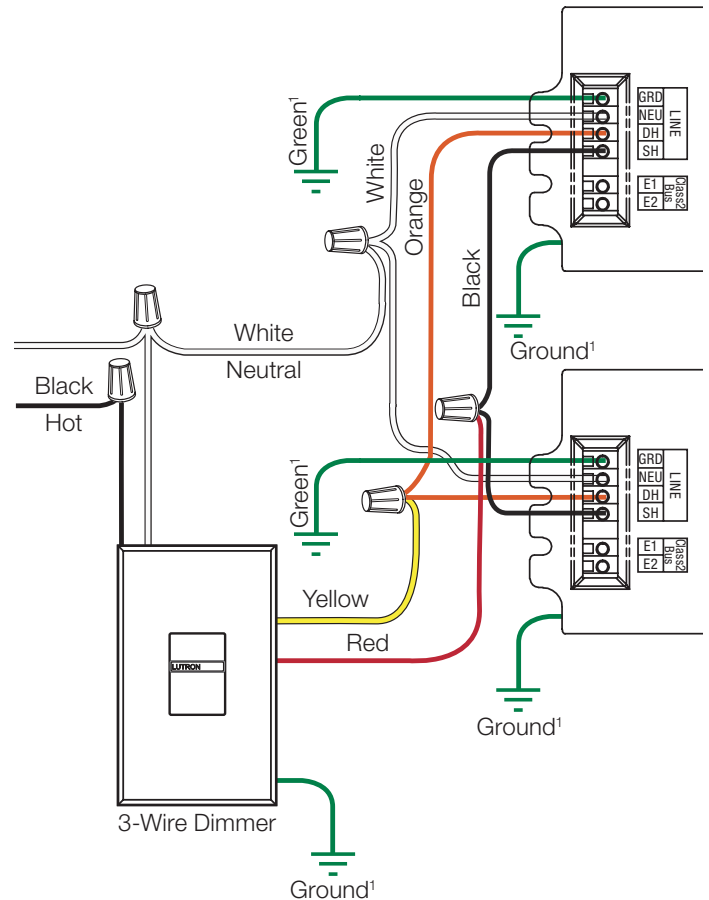 GRD
NEU
DH
SH
LINE
E1
E2
Class2
Bus
Green¹
White
Orange
Black
Ground¹
White
Neutral
Black
Hot
GRD
NEU
DH
SH
LINE
E1
E2
Class2
Bus
Green¹
Yellow
Red
LUTRON
Ground¹
3-Wire Dimmer
Ground¹